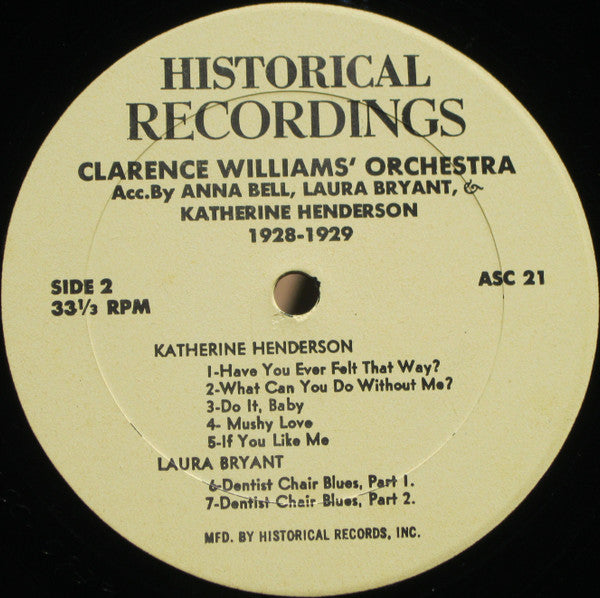 HISTORICAL
RECORDINGS
CLARENCE WILLIAMS' ORCHESTRA
Acc.By ANNA BELL, LAURA BRYANT, &
KATHERINE HENDERSON
1928-1929
SIDE 2
33⅓ RPM
ASC 21
KATHERINE HENDERSON
1-Have You Ever Felt That Way?
2-What Can You Do Without Me?
3-Do It, Baby
4- Mushy Love
5-If You Like Me
LAURA BRYANT
6-Dentist Chair Blues, Part 1.
7-Dentist Chair Blues, Part 2.
MFD. BY HISTORICAL RECORDS, INC.